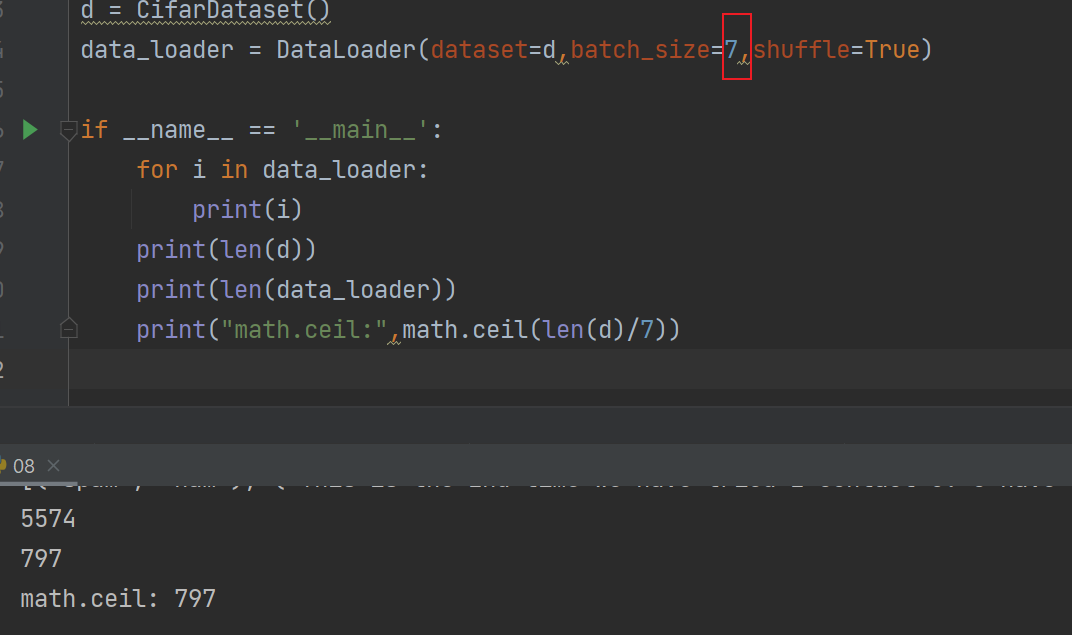 d = CifarDataset()
data_loader = DataLoader(dataset=d,batch_size=7,shuffle=True)
if __name__ == '__main__':
    for i in data_loader:
        print(i)
    print(len(d))
    print(len(data_loader))
    print("math.ceil:",math.ceil(len(d)/7))
08
5574
797
math.ceil: 797